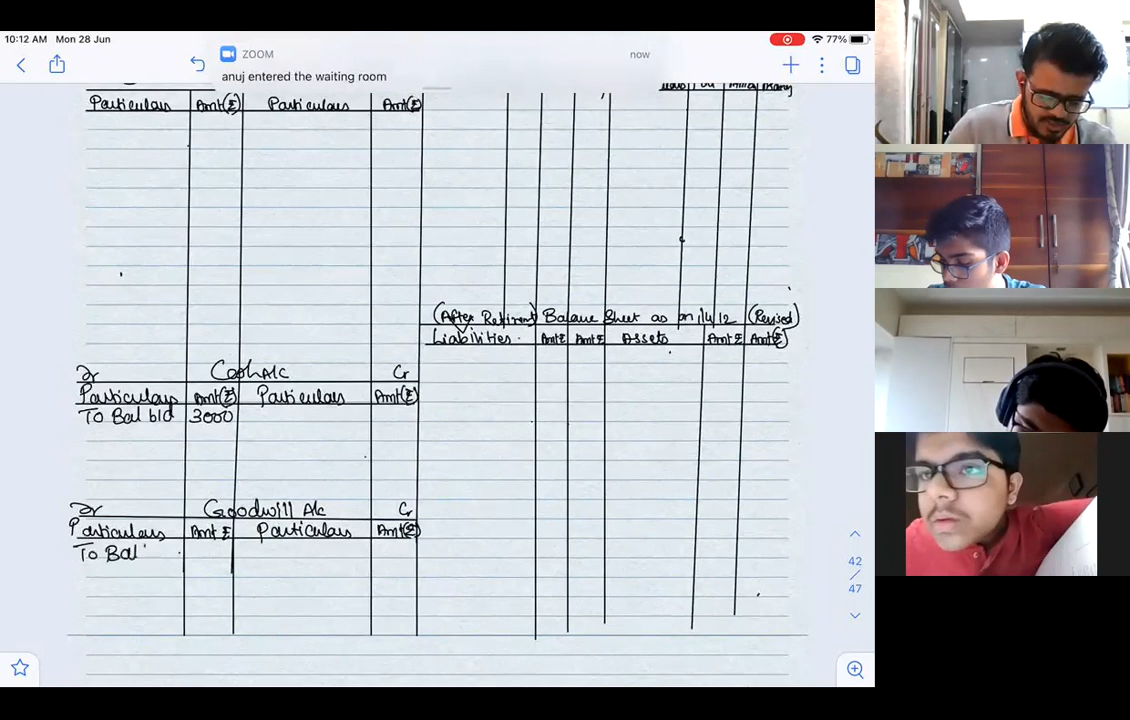 10:12 AM Mon 28 Jun
77%
ZOOM
now
anuj entered the waiting room
Particulars Amt(₹) Particulars Amt(₹)
(After Retirement) Balance Sheet as on 1/4/12 (Revised)
Liabilities. Amt ₹ Amt ₹ Assets Amt ₹ Amt(₹)
Dr Cash A/c Cr
Particulars Amt(₹) Particulars Amt(₹)
To Bal b/d 3000
Dr Goodwill A/c Cr
Particulars Amt ₹ Particulars Amt(₹)
To Bal
42
/
47